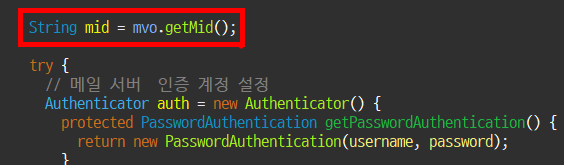 String mid = mvo.getMid();
try {
// 메일 서버 인증 계정 설정
Authenticator auth = new Authenticator() {
protected PasswordAuthentication getPasswordAuthentication() {
return new PasswordAuthentication(username, password);
}